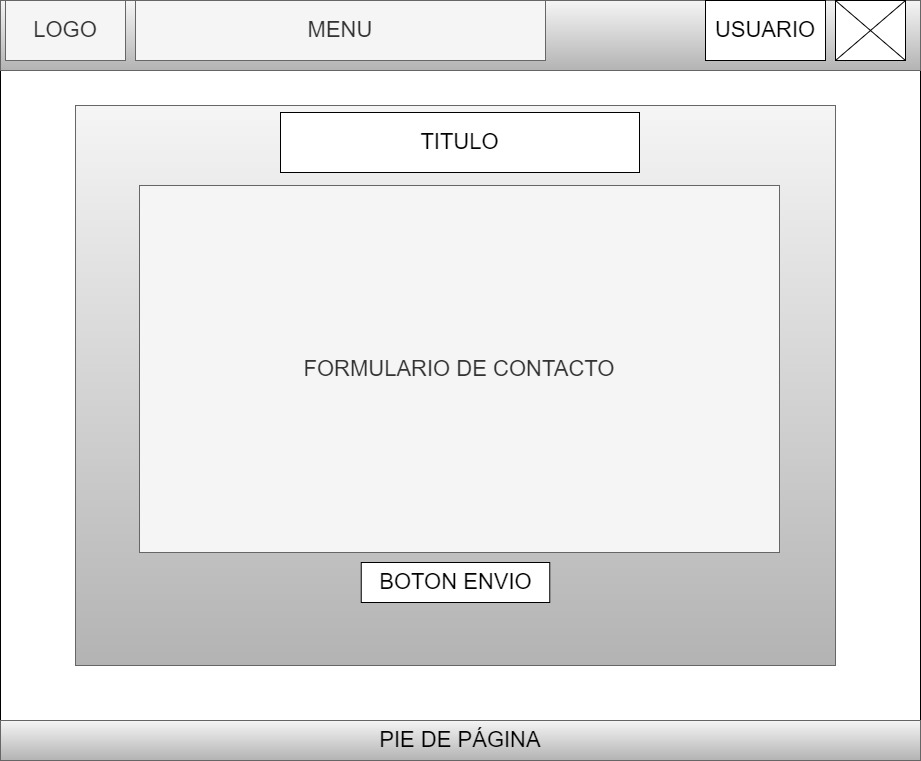 LOGO
MENU
USUARIO
TITULO
FORMULARIO DE CONTACTO
BOTON ENVIO
PIE DE PÁGINA